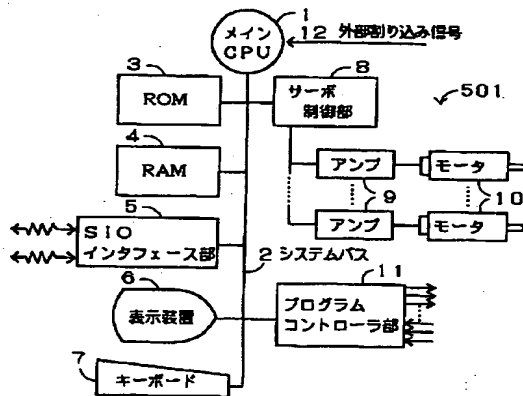 1
メイン
CPU
12 外部割り込み信号
3
ROM
8
サーボ
制御部
501
4
RAM
アンプ
モータ
9
10
アンプ
モータ
5
SIO
インタフェース部
2 システムバス
6
表示装置
11
プログラム
コントローラ部
7
キーボード